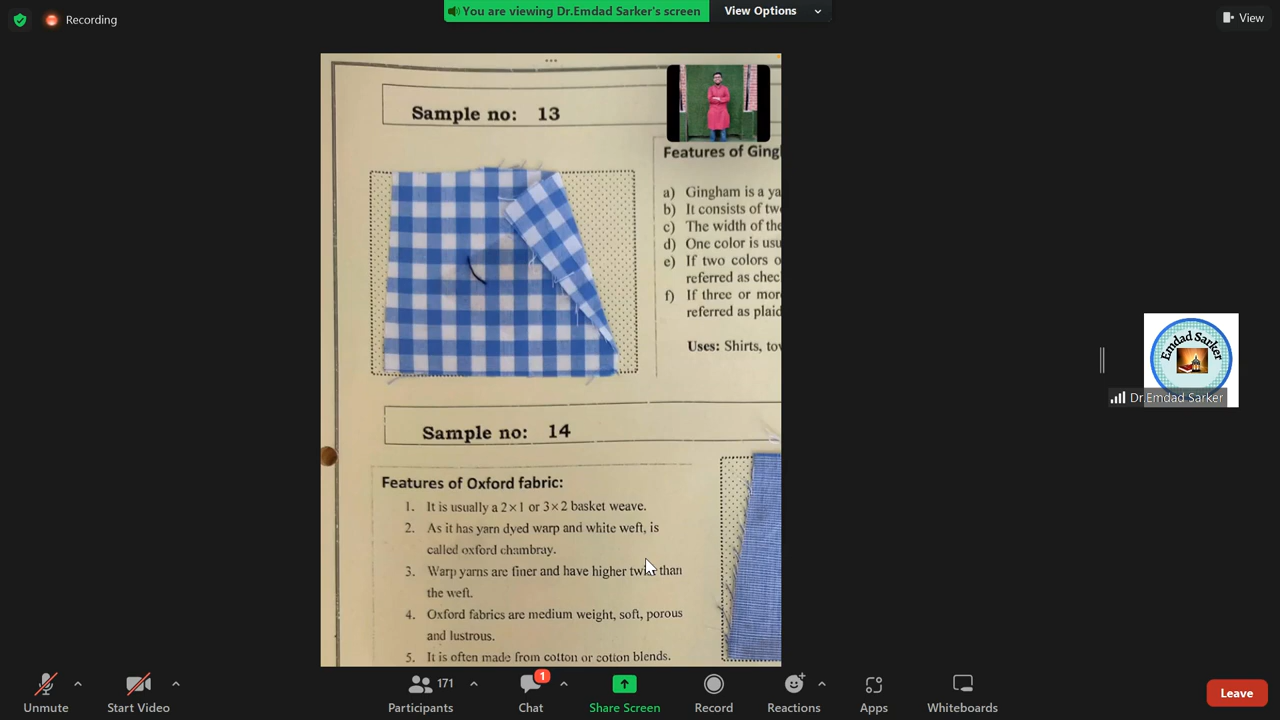 Recording
You are viewing Dr.Emdad Sarker's screen
View Options
View
Sample no: 13
Features of Ging
a) Gingham is a ya
b) It consists of tw
c) The width of the
d) One color is usu
e) If two colors o
referred as chec
f) If three or mor
referred as plaid
Uses: Shirts, tov
Sample no: 14
Features of Oxford fabric:
1. It is usually a 2×1 or 3×2 basket weave.
2. As it has yarn dyed warp and white weft, is
called oxford chambray.
3. Warp yarn finer and have higher twist than
the weft.
4. Oxford fabric are medium weight, soft, porous
and lustrous.
5. It is often made from cotton or cotton blends.
Emdad Sarker
Dr.Emdad Sarker
Unmute
Start Video
171
Participants
1
Chat
Share Screen
Record
Reactions
Apps
Whiteboards
Leave